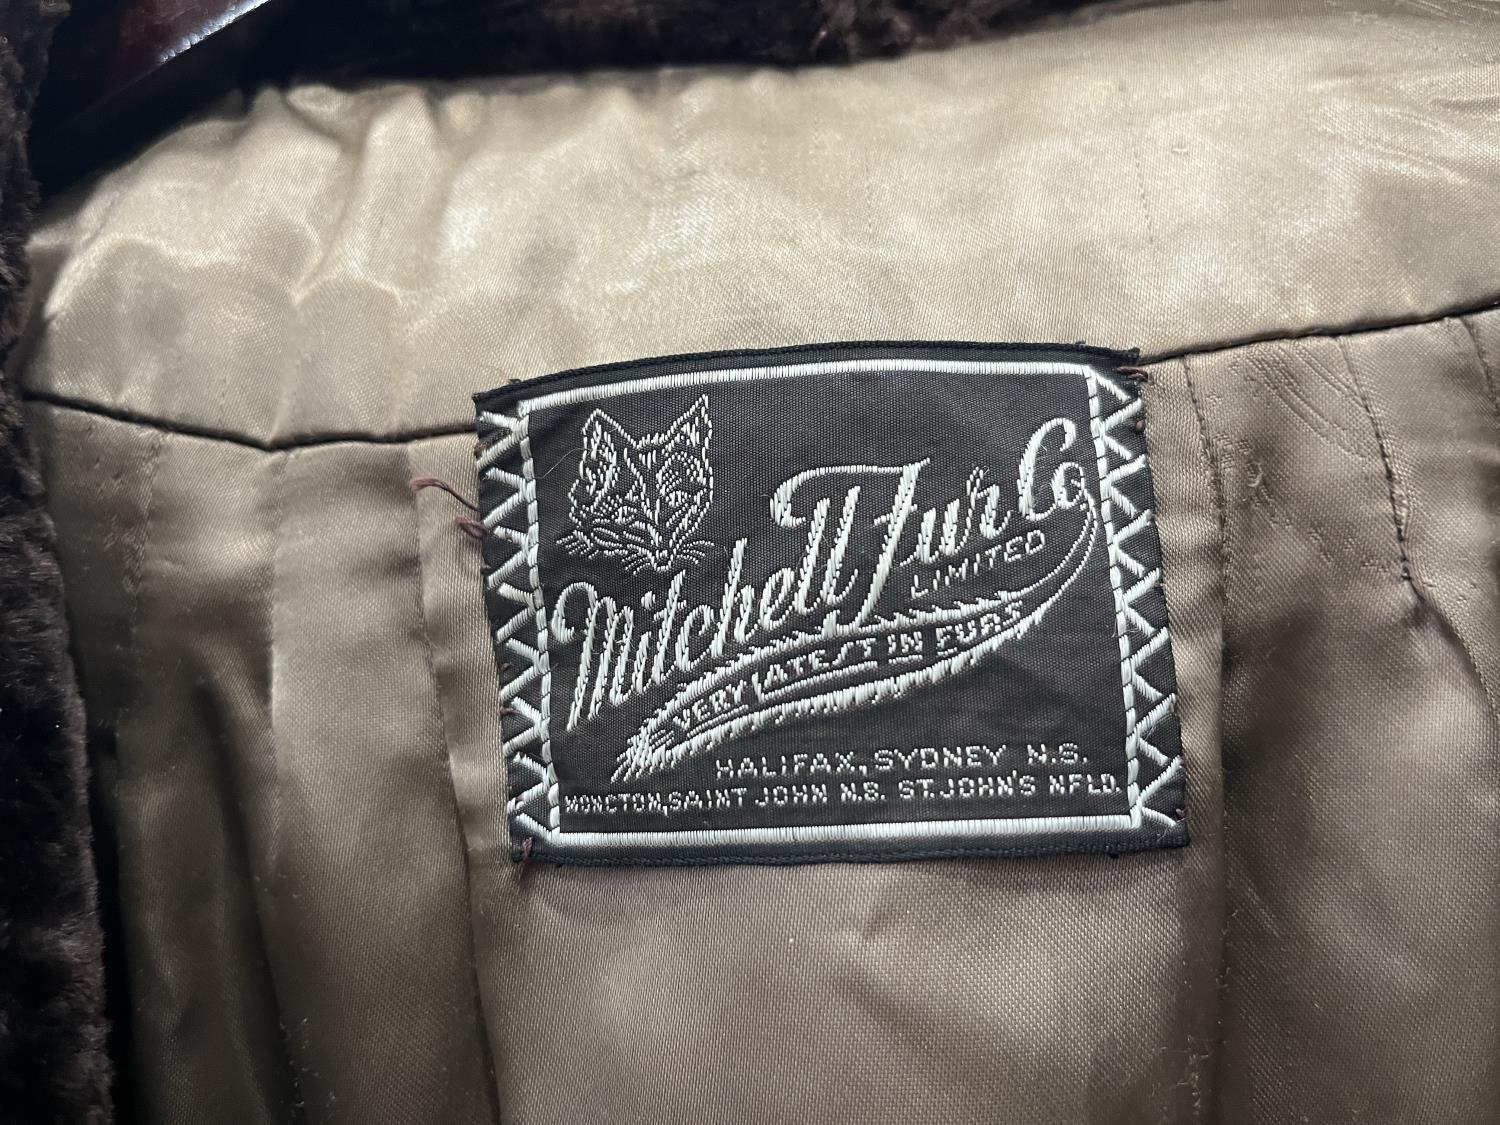 Mitchell Fur Co
LIMITED
VERY LATEST IN FURS
HALIFAX, SYDNEY N.S.
MONCTON, SAINT JOHN N.B. ST. JOHN'S NFLD.